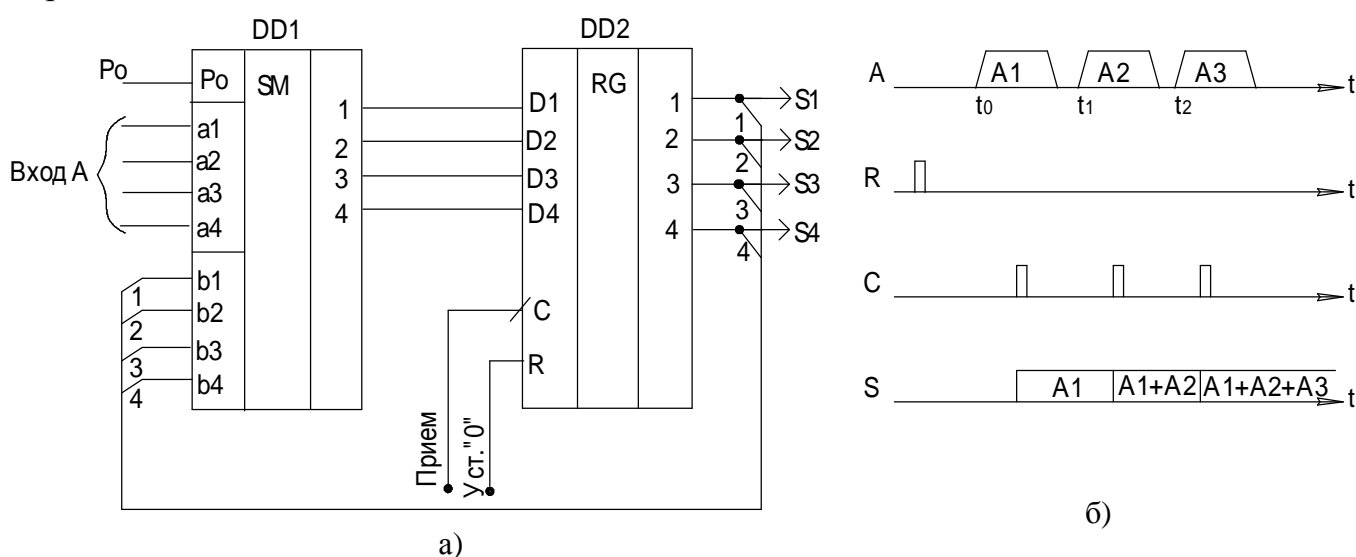 DD1
DD2
Po
Po
SM
a1
a2
a3
a4
Вход А
b1
b2
b3
b4
1
2
3
4
1
2
3
4
D1
D2
D3
D4
RG
C
R
1
2
3
4
1
2
3
4
S1
S2
S3
S4
Прием
Уст."0"
а)
A
A1
A2
A3
t
t0
t1
t2
R
t
C
t
S
A1
A1+A2
A1+A2+A3
t
б)